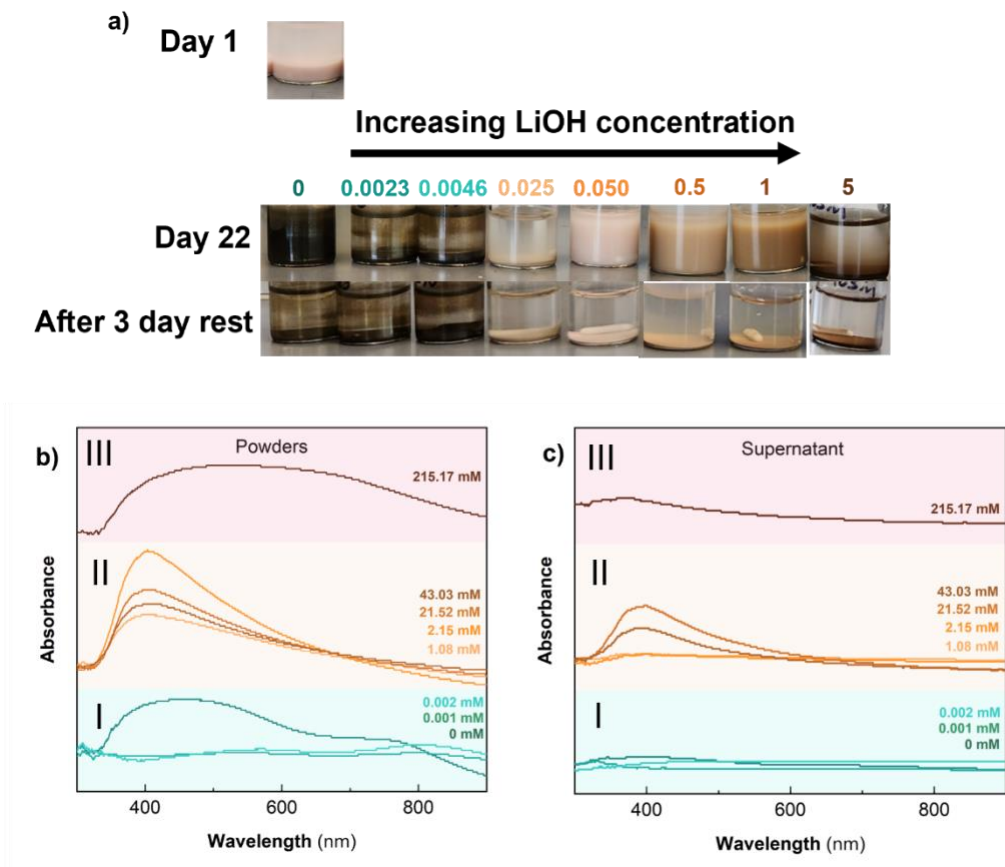 a)
Day 1
Increasing LiOH concentration
0 0.0023 0.0046 0.025 0.050 0.5 1 5
Day 22
After 3 day rest
b)
III
Powders
215.17 mM
II
43.03 mM
21.52 mM
2.15 mM
1.08 mM
I
0.002 mM
0.001 mM
0 mM
Absorbance
400 600 800
Wavelength (nm)
c)
III
Supernatant
215.17 mM
II
43.03 mM
21.52 mM
2.15 mM
1.08 mM
I
0.002 mM
0.001 mM
0 mM
Absorbance
400 600 800
Wavelength (nm)